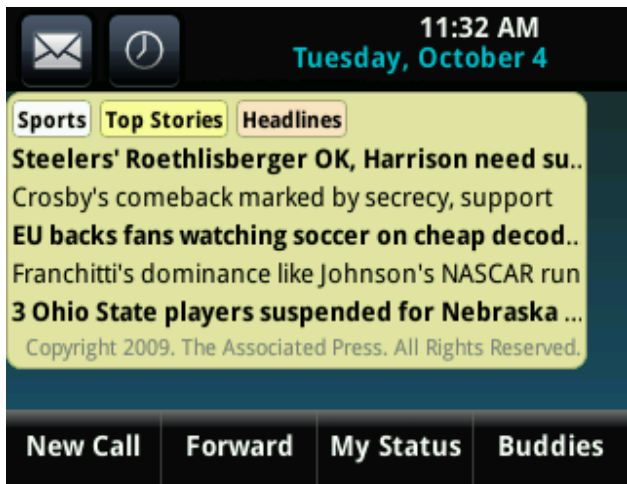 11:32 AM
Tuesday, October 4
Sports Top Stories Headlines
Steelers' Roethlisberger OK, Harrison need su..
Crosby's comeback marked by secrecy, support
EU backs fans watching soccer on cheap decod..
Franchitti's dominance like Johnson's NASCAR run
3 Ohio State players suspended for Nebraska ...
Copyright 2009. The Associated Press. All Rights Reserved.
New Call Forward My Status Buddies